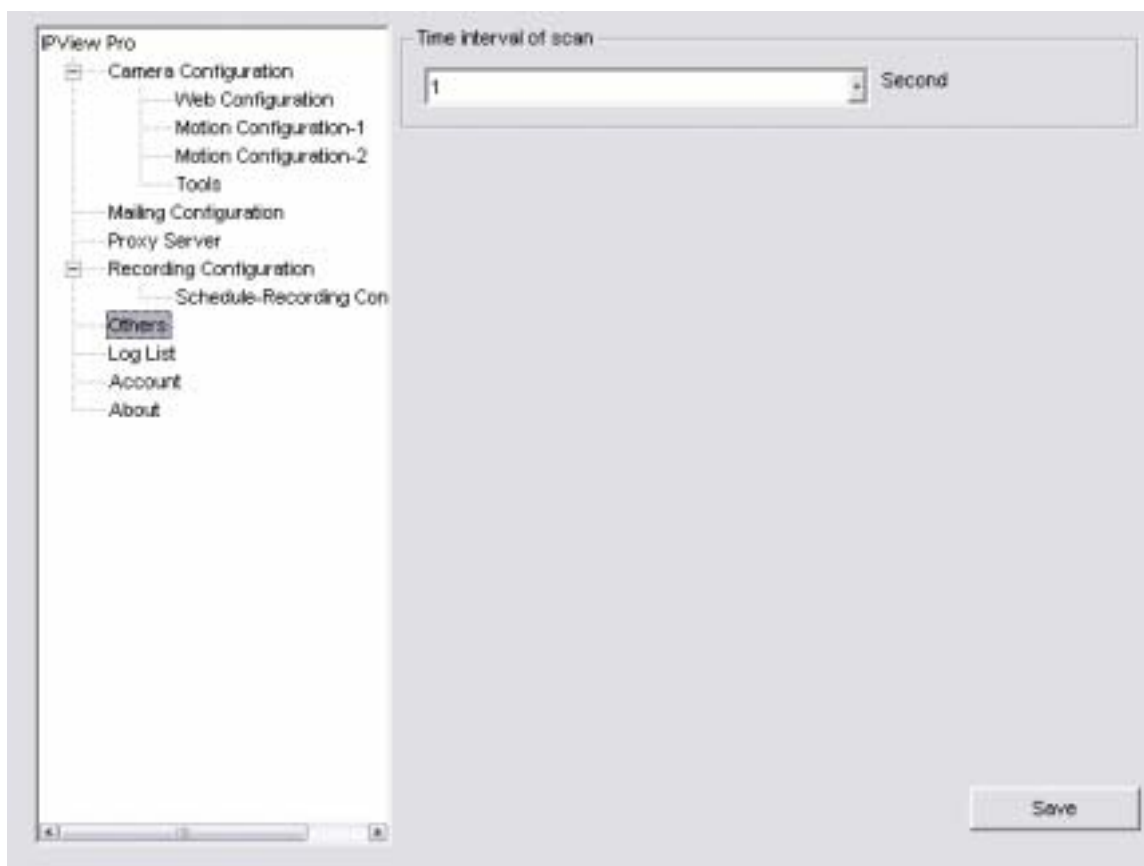 IPView Pro
Camera Configuration
Web Configuration
Motion Configuration-1
Motion Configuration-2
Tools
Mailing Configuration
Proxy Server
Recording Configuration
Schedule-Recording Con
Others
Log List
Account
About
Time interval of scan
1
Second
Save